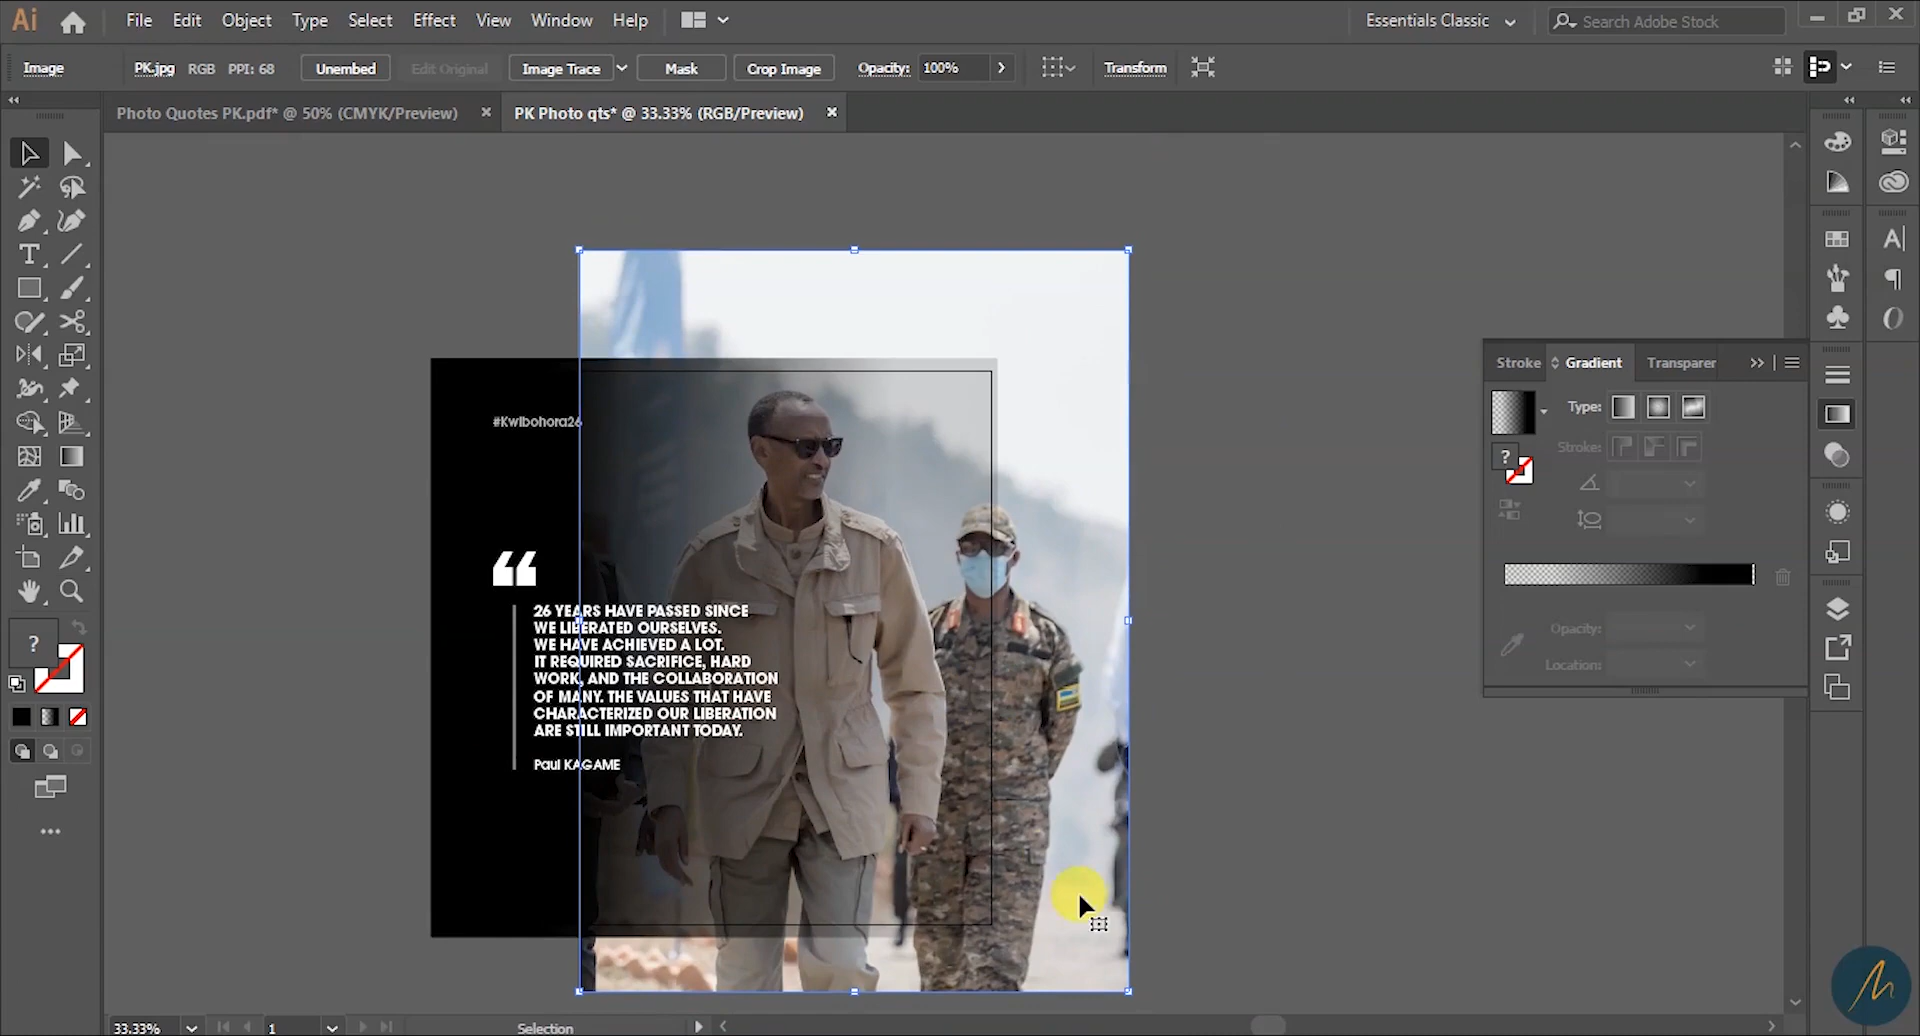 Ai File Edit Object Type Select Effect View Window Help Essentials Classic Search Adobe Stock
Image PK.jpg RGB PPI: 68 Unembed Edit Original Image Trace Mask Crop Image Opacity: 100% Transform
Photo Quotes PK.pdf* @ 50% (CMYK/Preview) PK Photo qts* @ 33.33% (RGB/Preview)
Stroke Gradient Transparer
Type:
Stroke:
Opacity:
Location:
#Kwibohora26
26 YEARS HAVE PASSED SINCE
WE LIBERATED OURSELVES.
WE HAVE ACHIEVED A LOT.
IT REQUIRED SACRIFICE, HARD
WORK, AND THE COLLABORATION
OF MANY. THE VALUES THAT HAVE
CHARACTERIZED OUR LIBERATION
ARE STILL IMPORTANT TODAY.
Paul KAGAME
33.33% 1 Selection